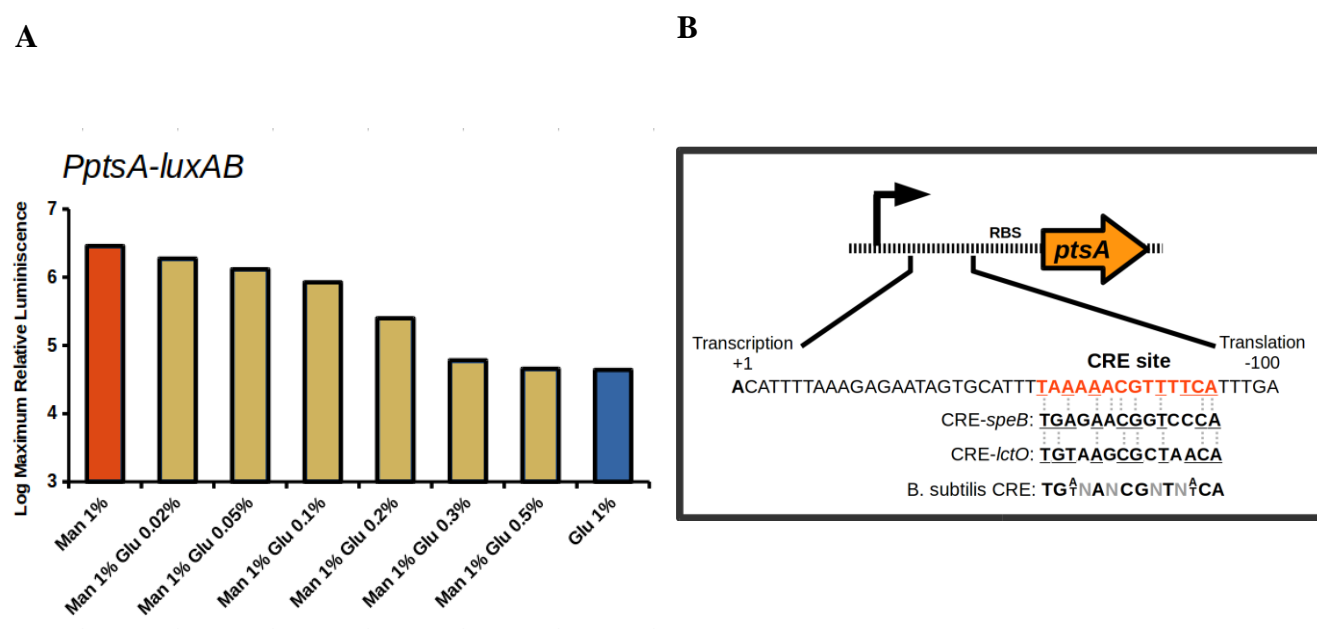 A
PptsA-luxAB
Log Maximum Relative Luminiscence
7
6
5
4
3
Man 1%
Man 1% Glu 0.02%
Man 1% Glu 0.05%
Man 1% Glu 0.1%
Man 1% Glu 0.2%
Man 1% Glu 0.3%
Man 1% Glu 0.5%
Glu 1%
B
RBS
ptsA
Transcription
+1
Translation
-100
CRE site
ACATTTTAAAGAGAATAGTGCATTTTAAAAACGTTTTCATTTGA
CRE-speB: TGAGAACGGTCCCA
CRE-lctO: TGTAAGCGCTAACA
B. subtilis CRE: TGATNANCGNTNATCA